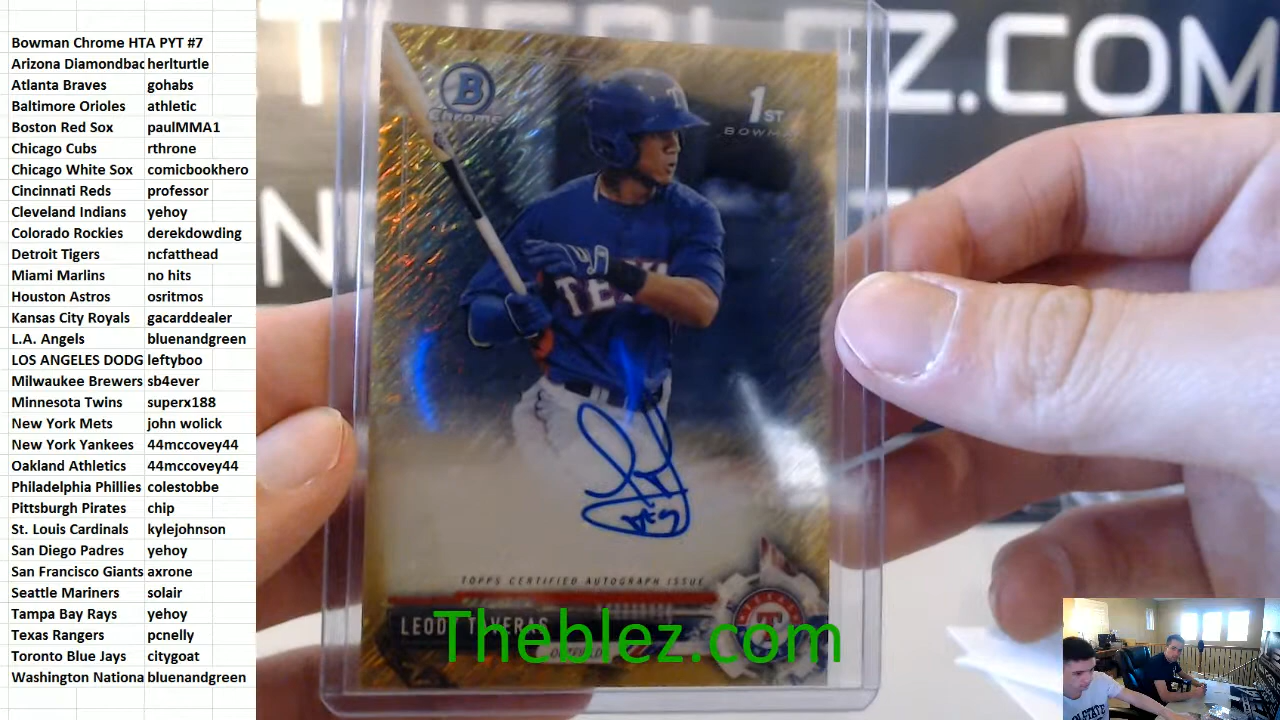 Bowman Chrome HTA PYT #7
Arizona Diamondbac herlturtle
Atlanta Braves gohabs
Baltimore Orioles athletic
Boston Red Sox paulMMA1
Chicago Cubs rthrone
Chicago White Sox comicbookhero
Cincinnati Reds professor
Cleveland Indians yehoy
Colorado Rockies derekdowding
Detroit Tigers ncfatthead
Miami Marlins no hits
Houston Astros osritmos
Kansas City Royals gacarddealer
L.A. Angels bluenandgreen
LOS ANGELES DODG leftyboo
Milwaukee Brewers sb4ever
Minnesota Twins superx188
New York Mets john wolick
New York Yankees 44mccovey44
Oakland Athletics 44mccovey44
Philadelphia Phillies colestobbe
Pittsburgh Pirates chip
St. Louis Cardinals kylejohnson
San Diego Padres yehoy
San Francisco Giants axrone
Seattle Mariners solair
Tampa Bay Rays yehoy
Texas Rangers pcnelly
Toronto Blue Jays citygoat
Washington Nationa bluenandgreen
B
Chrome
1ST
BOWMAN
TEX
TOPPS CERTIFIED AUTOGRAPH ISSUE
LEODY TAVERAS
OUTFIELD
Theblez.com